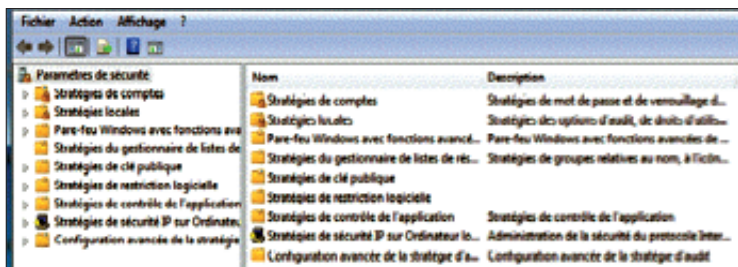 Fichier Action Affichage ?
Paramètres de sécurité
Stratégies de comptes
Stratégies locales
Pare-feu Windows avec fonctions ava
Stratégies du gestionnaire de listes de
Stratégies de clé publique
Stratégies de restriction logicielle
Stratégies de contrôle de l'application
Stratégies de sécurité IP sur Ordinateu
Configuration avancée de la stratégie
Nom Description
Stratégies de comptes Stratégies de mot de passe et de verrouillage d...
Stratégies locales Stratégies des options d'audit, de droits d'utilis...
Pare-feu Windows avec fonctions avancé... Pare-feu Windows avec fonctions avancées de ...
Stratégies du gestionnaire de listes de rés... Stratégies de groupes relatives au nom, à l'icôn...
Stratégies de clé publique
Stratégies de restriction logicielle
Stratégies de contrôle de l'application Stratégies de contrôle de l'application
Stratégies de sécurité IP sur Ordinateur lo... Administration de la sécurité du protocole Inter...
Configuration avancée de la stratégie d'a... Configuration avancée de la stratégie d'audit